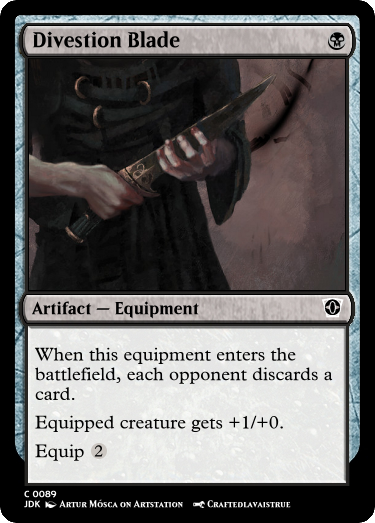 Divestion Blade
Artifact — Equipment
When this equipment enters the
battlefield, each opponent discards a
card.
Equipped creature gets +1/+0.
Equip 2
C 0089
JDK Artur Mósca on Artstation Craftedlavaistrue